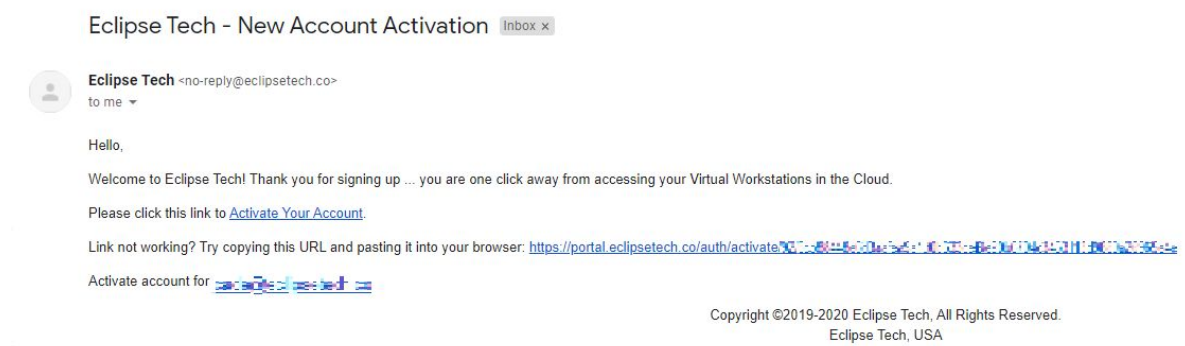 Eclipse Tech - New Account Activation Inbox x
Eclipse Tech <no-reply@eclipsetech.co>
to me
Hello,
Welcome to Eclipse Tech! Thank you for signing up ... you are one click away from accessing your Virtual Workstations in the Cloud.
Please click this link to Activate Your Account.
Link not working? Try copying this URL and pasting it into your browser: https://portal.eclipsetech.co/auth/activate/
Activate account for
Copyright ©2019-2020 Eclipse Tech, All Rights Reserved.
Eclipse Tech, USA